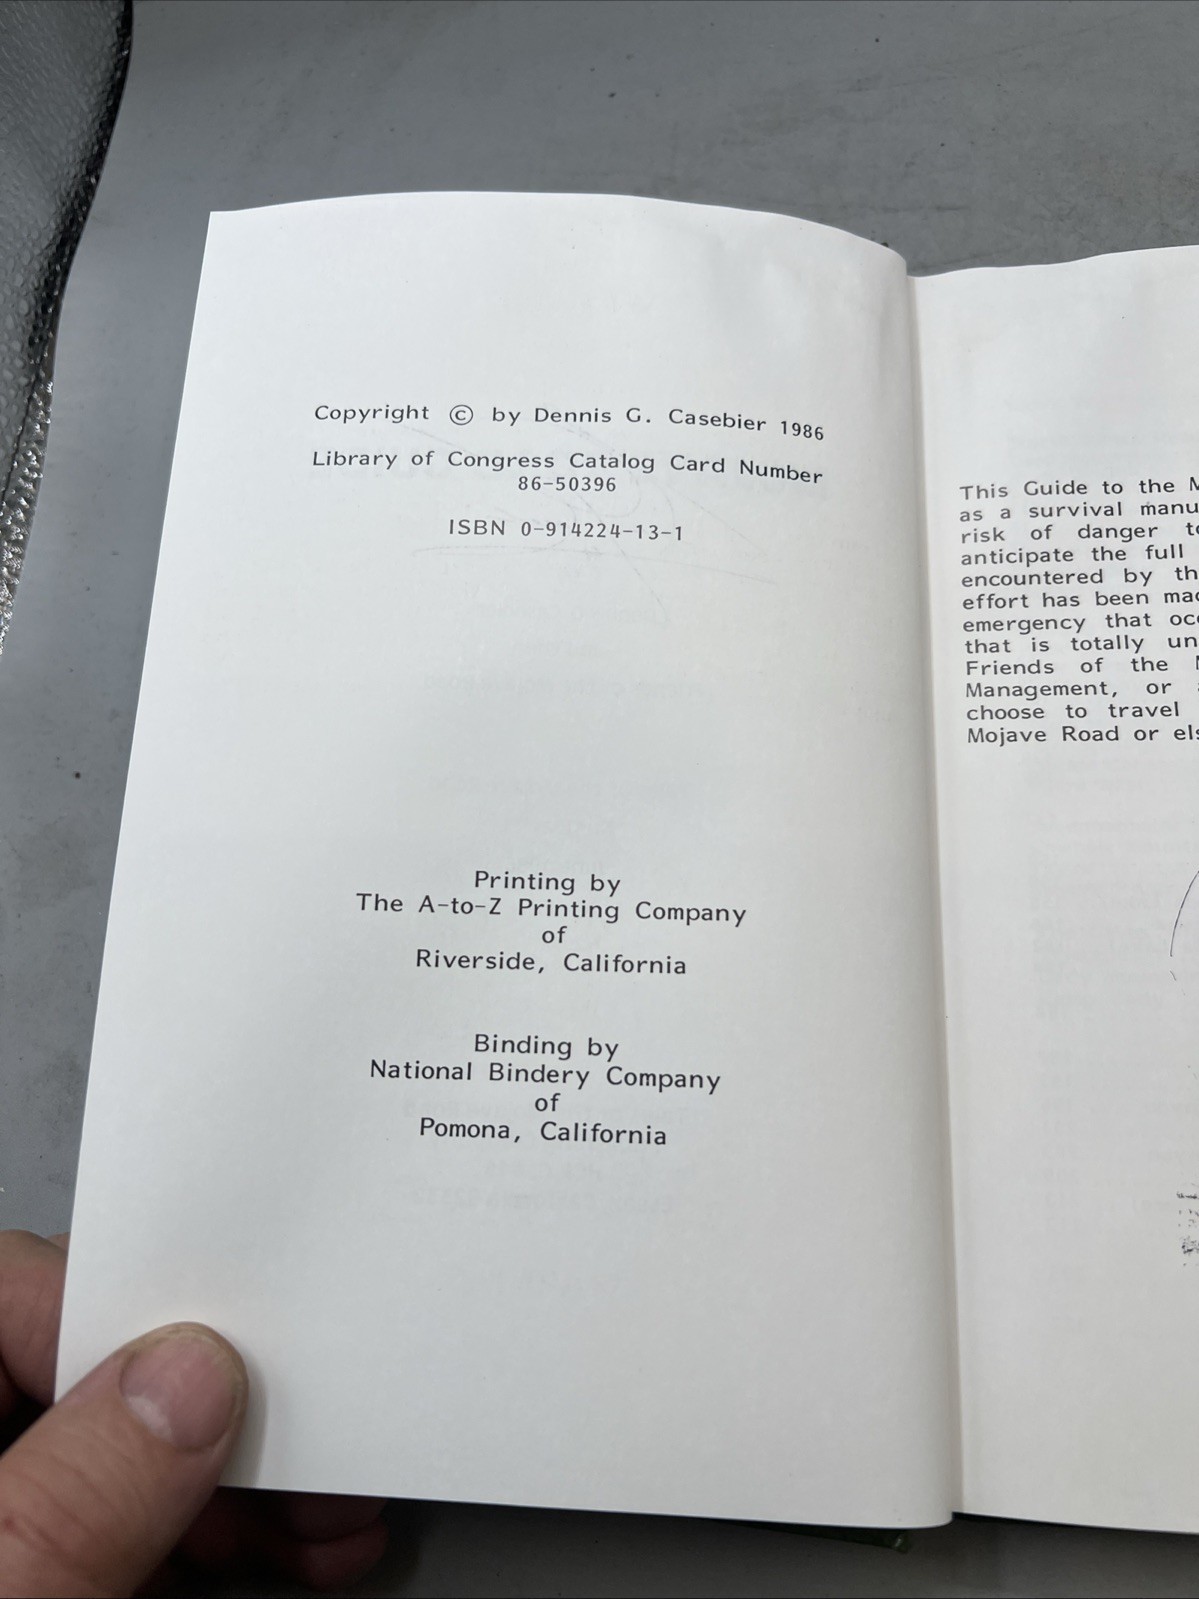 Copyright © by Dennis G. Casebier 1986
Library of Congress Catalog Card Number
86-50396
ISBN 0-914224-13-1
Printing by
The A-to-Z Printing Company
of
Riverside, California
Binding by
National Bindery Company
of
Pomona, California
This Guide to the
as a survival
risk of danger
anticipate the full
encountered by
effort has been
emergency that
that is totally
Friends of the
Management, or
choose to travel
Mojave Road or